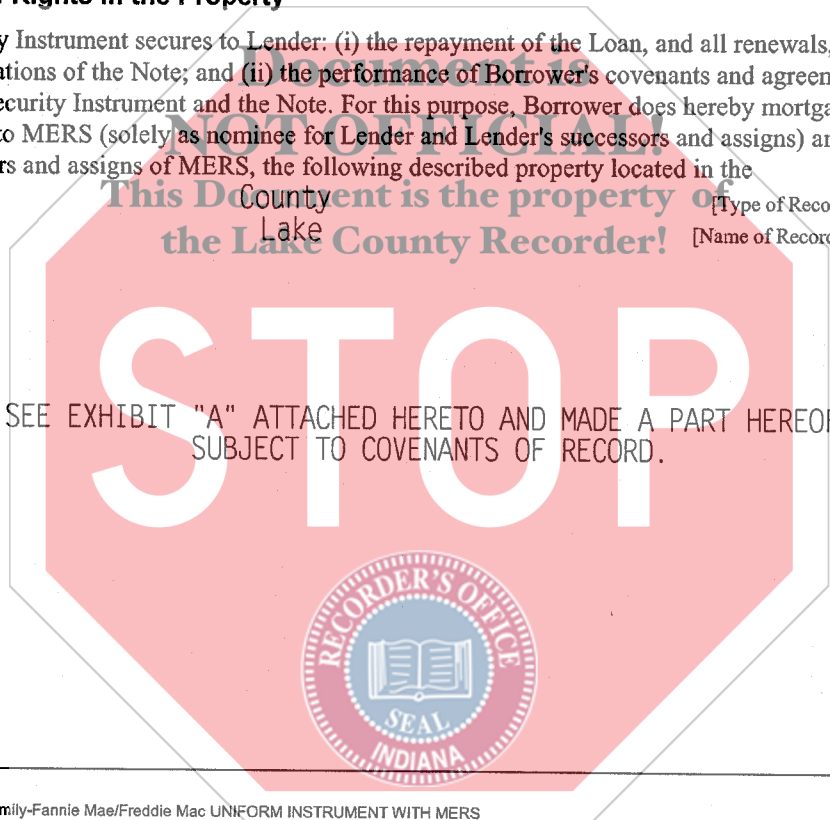 Rights in the Property
y Instrument secures to Lender: (i) the repayment of the Loan, and all renewals,
tions of the Note; and (ii) the performance of Borrower's covenants and agreen
ecurity Instrument and the Note. For this purpose, Borrower does hereby mortga
to MERS (solely as nominee for Lender and Lender's successors and assigns) an
rs and assigns of MERS, the following described property located in the
County [Type of Reco
Lake [Name of Record
Document is
NOT OFFICIAL!
This Document is the property of
the Lake County Recorder!
STOP
SEE EXHIBIT "A" ATTACHED HERETO AND MADE A PART HEREOF
SUBJECT TO COVENANTS OF RECORD.
RECORDER'S OFFICE
SEAL
INDIANA
mily-Fannie Mae/Freddie Mac UNIFORM INSTRUMENT WITH MERS